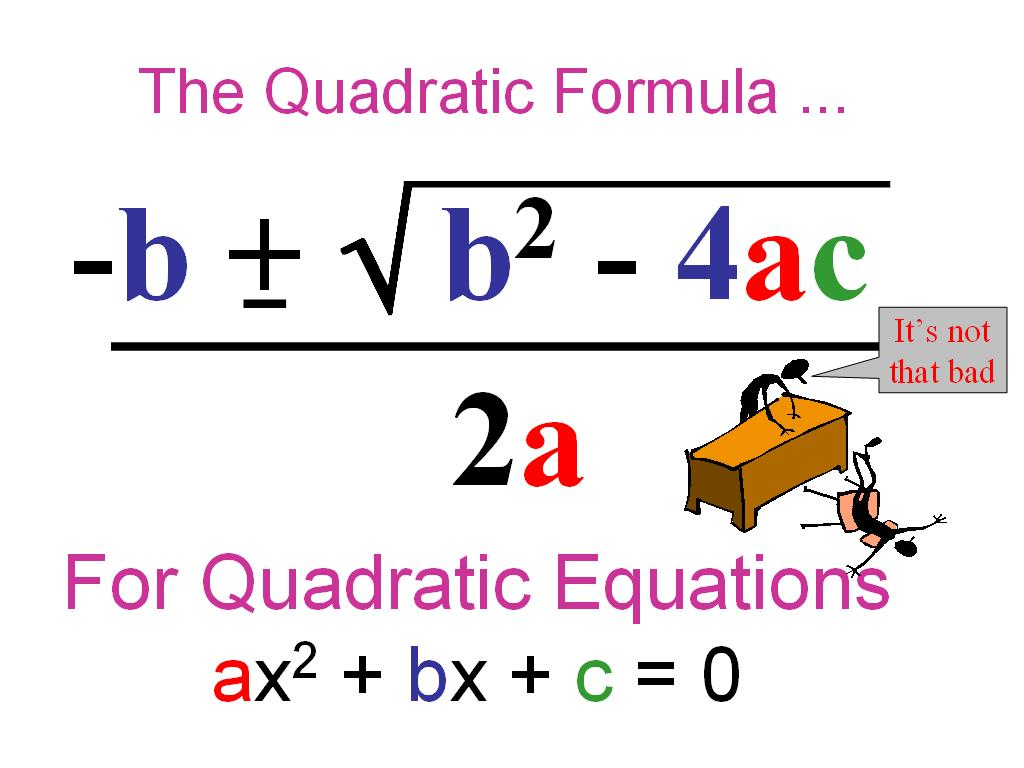 The Quadratic Formula ...
-b ± √ b² - 4ac
2a
It’s not
that bad
For Quadratic Equations
ax² + bx + c = 0